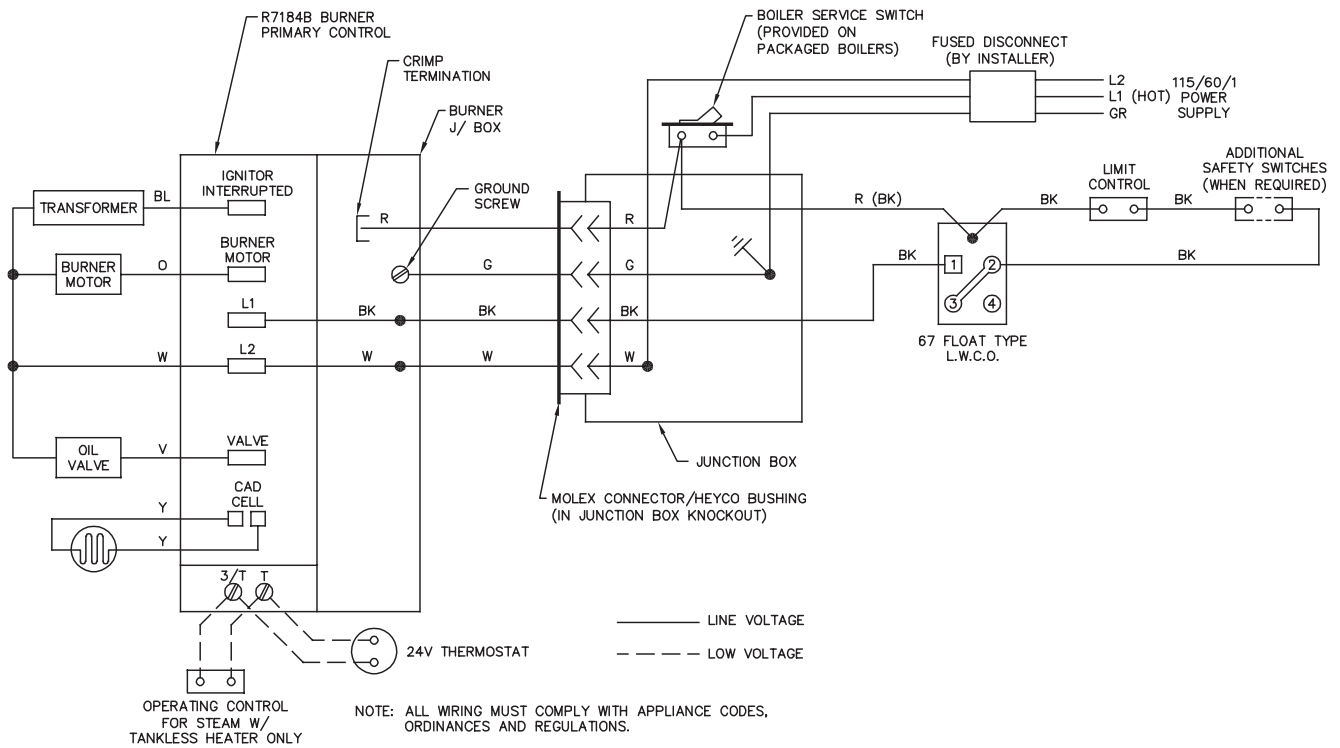 R7184B BURNER
PRIMARY CONTROL
CRIMP
TERMINATION
BURNER
J/ BOX
BOILER SERVICE SWITCH
(PROVIDED ON
PACKAGED BOILERS)
FUSED DISCONNECT
(BY INSTALLER)
L2
L1 (HOT)
GR
115/60/1
POWER
SUPPLY
IGNITOR
INTERRUPTED
TRANSFORMER
BL
R
GROUND
SCREW
R
R (BK)
BK
LIMIT
CONTROL
BK
ADDITIONAL
SAFETY SWITCHES
(WHEN REQUIRED)
BURNER
MOTOR
O
BURNER
MOTOR
G
G
BK
1
2
BK
3
4
67 FLOAT TYPE
L.W.C.O.
L1
BK
BK
BK
W
L2
W
W
W
OIL
VALVE
V
VALVE
JUNCTION BOX
CAD
CELL
Y
Y
MOLEX CONNECTOR/HEYCO BUSHING
(IN JUNCTION BOX KNOCKOUT)
3/T
T
24V THERMOSTAT
LINE VOLTAGE
LOW VOLTAGE
OPERATING CONTROL
FOR STEAM W/
TANKLESS HEATER ONLY
NOTE: ALL WIRING MUST COMPLY WITH APPLIANCE CODES,
ORDINANCES AND REGULATIONS.